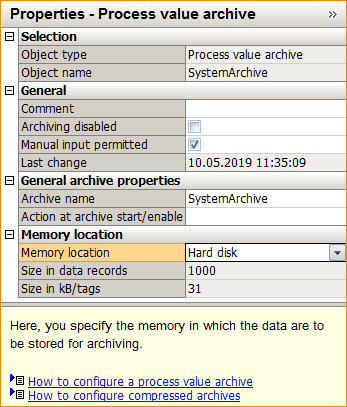 Properties - Process value archive »
Selection
Object type Process value archive
Object name SystemArchive
General
Comment
Archiving disabled
Manual input permitted
Last change 10.05.2019 11:35:09
General archive properties
Archive name SystemArchive
Action at archive start/enable
Memory location
Memory location Hard disk
Size in data records 1000
Size in kB/tags 31
Here, you specify the memory in which the data are to
be stored for archiving.
How to configure a process value archive
How to configure compressed archives